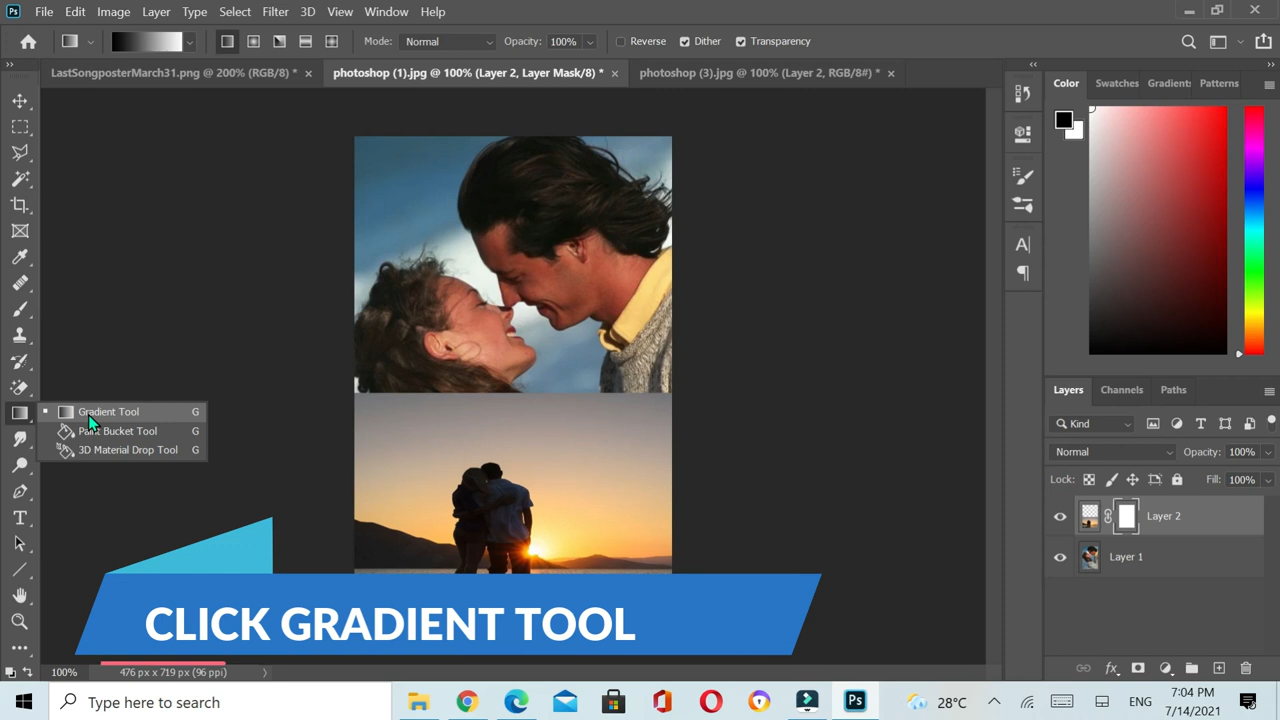 Ps File Edit Image Layer Type Select Filter 3D View Window Help
Mode: Normal Opacity: 100% Reverse Dither Transparency
LastSongposterMarch31.png @ 200% (RGB/8) * × photoshop (1).jpg @ 100% (Layer 2, Layer Mask/8) * × photoshop (3).jpg @ 100% (Layer 2, RGB/8#) * ×
Color Swatches Gradients Patterns
Layers Channels Paths
Kind
Normal Opacity: 100%
Lock: Fill: 100%
Layer 2
Layer 1
Gradient Tool G
Paint Bucket Tool G
3D Material Drop Tool G
CLICK GRADIENT TOOL
100% 476 px x 719 px (96 ppi)
Type here to search
Ps
28°C ENG
7:04 PM
7/14/2021